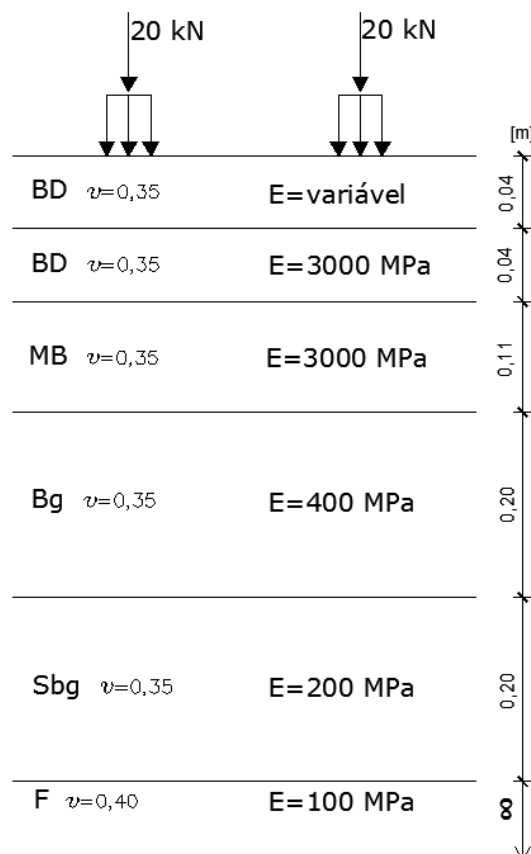 20 kN 20 kN
[m]
BD ν=0,35 E=variável 0,04
BD ν=0,35 E=3000 MPa 0,04
MB ν=0,35 E=3000 MPa 0,11
Bg ν=0,35 E=400 MPa 0,20
Sbg ν=0,35 E=200 MPa 0,20
F ν=0,40 E=100 MPa ∞